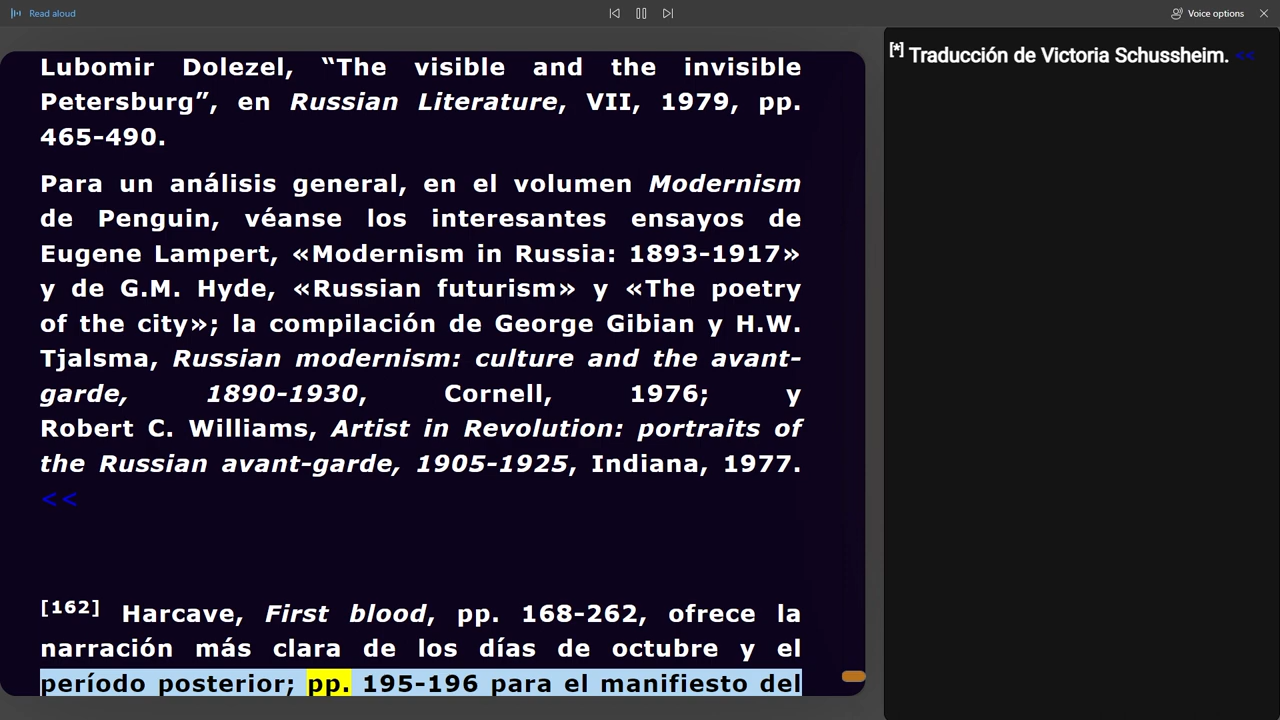 Read aloud
Voice options
Lubomir Dolezel, “The visible and the invisible
Petersburg”, en Russian Literature, VII, 1979, pp.
465-490.
Para un análisis general, en el volumen Modernism
de Penguin, véanse los interesantes ensayos de
Eugene Lampert, «Modernism in Russia: 1893-1917»
y de G.M. Hyde, «Russian futurism» y «The poetry
of the city»; la compilación de George Gibian y H.W.
Tjalsma, Russian modernism: culture and the avant-
garde, 1890-1930, Cornell, 1976; y
Robert C. Williams, Artist in Revolution: portraits of
the Russian avant-garde, 1905-1925, Indiana, 1977.
<<
[162] Harcave, First blood, pp. 168-262, ofrece la
narración más clara de los días de octubre y el
período posterior; pp. 195-196 para el manifiesto del
[*] Traducción de Victoria Schussheim. <<